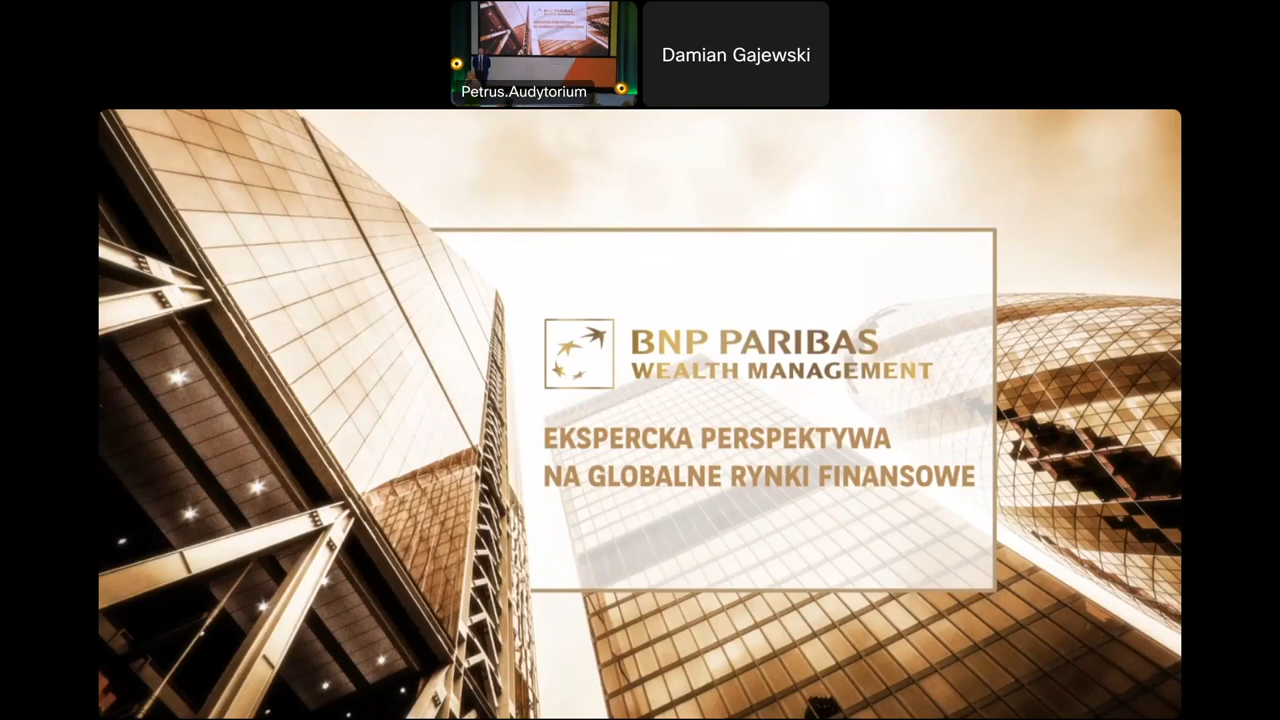 Petrus.Audytorium
Damian Gajewski
BNP PARIBAS
WEALTH MANAGEMENT
EKSPERCKA PERSPEKTYWA
NA GLOBALNE RYNKI FINANSOWE